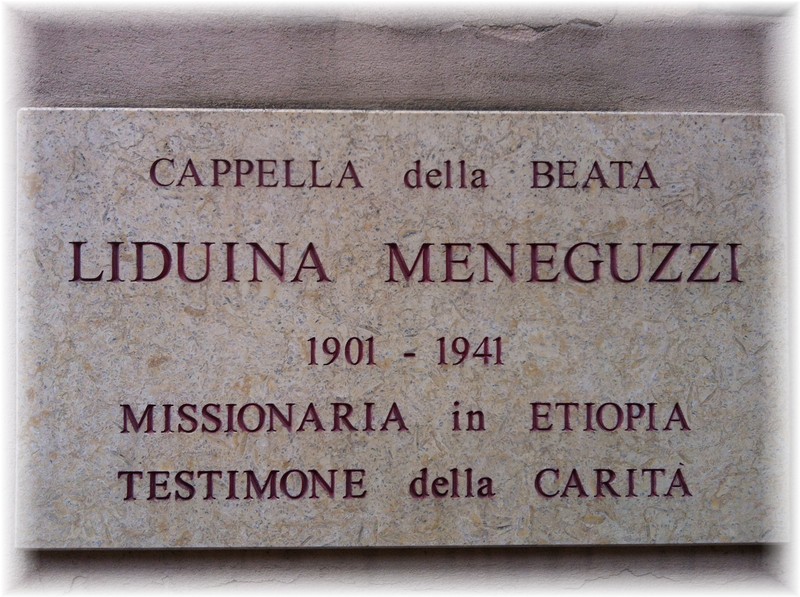 CAPPELLA della BEATA
LIDUINA MENEGUZZI
1901 - 1941
MISSIONARIA in ETIOPIA
TESTIMONE della CARITÀ